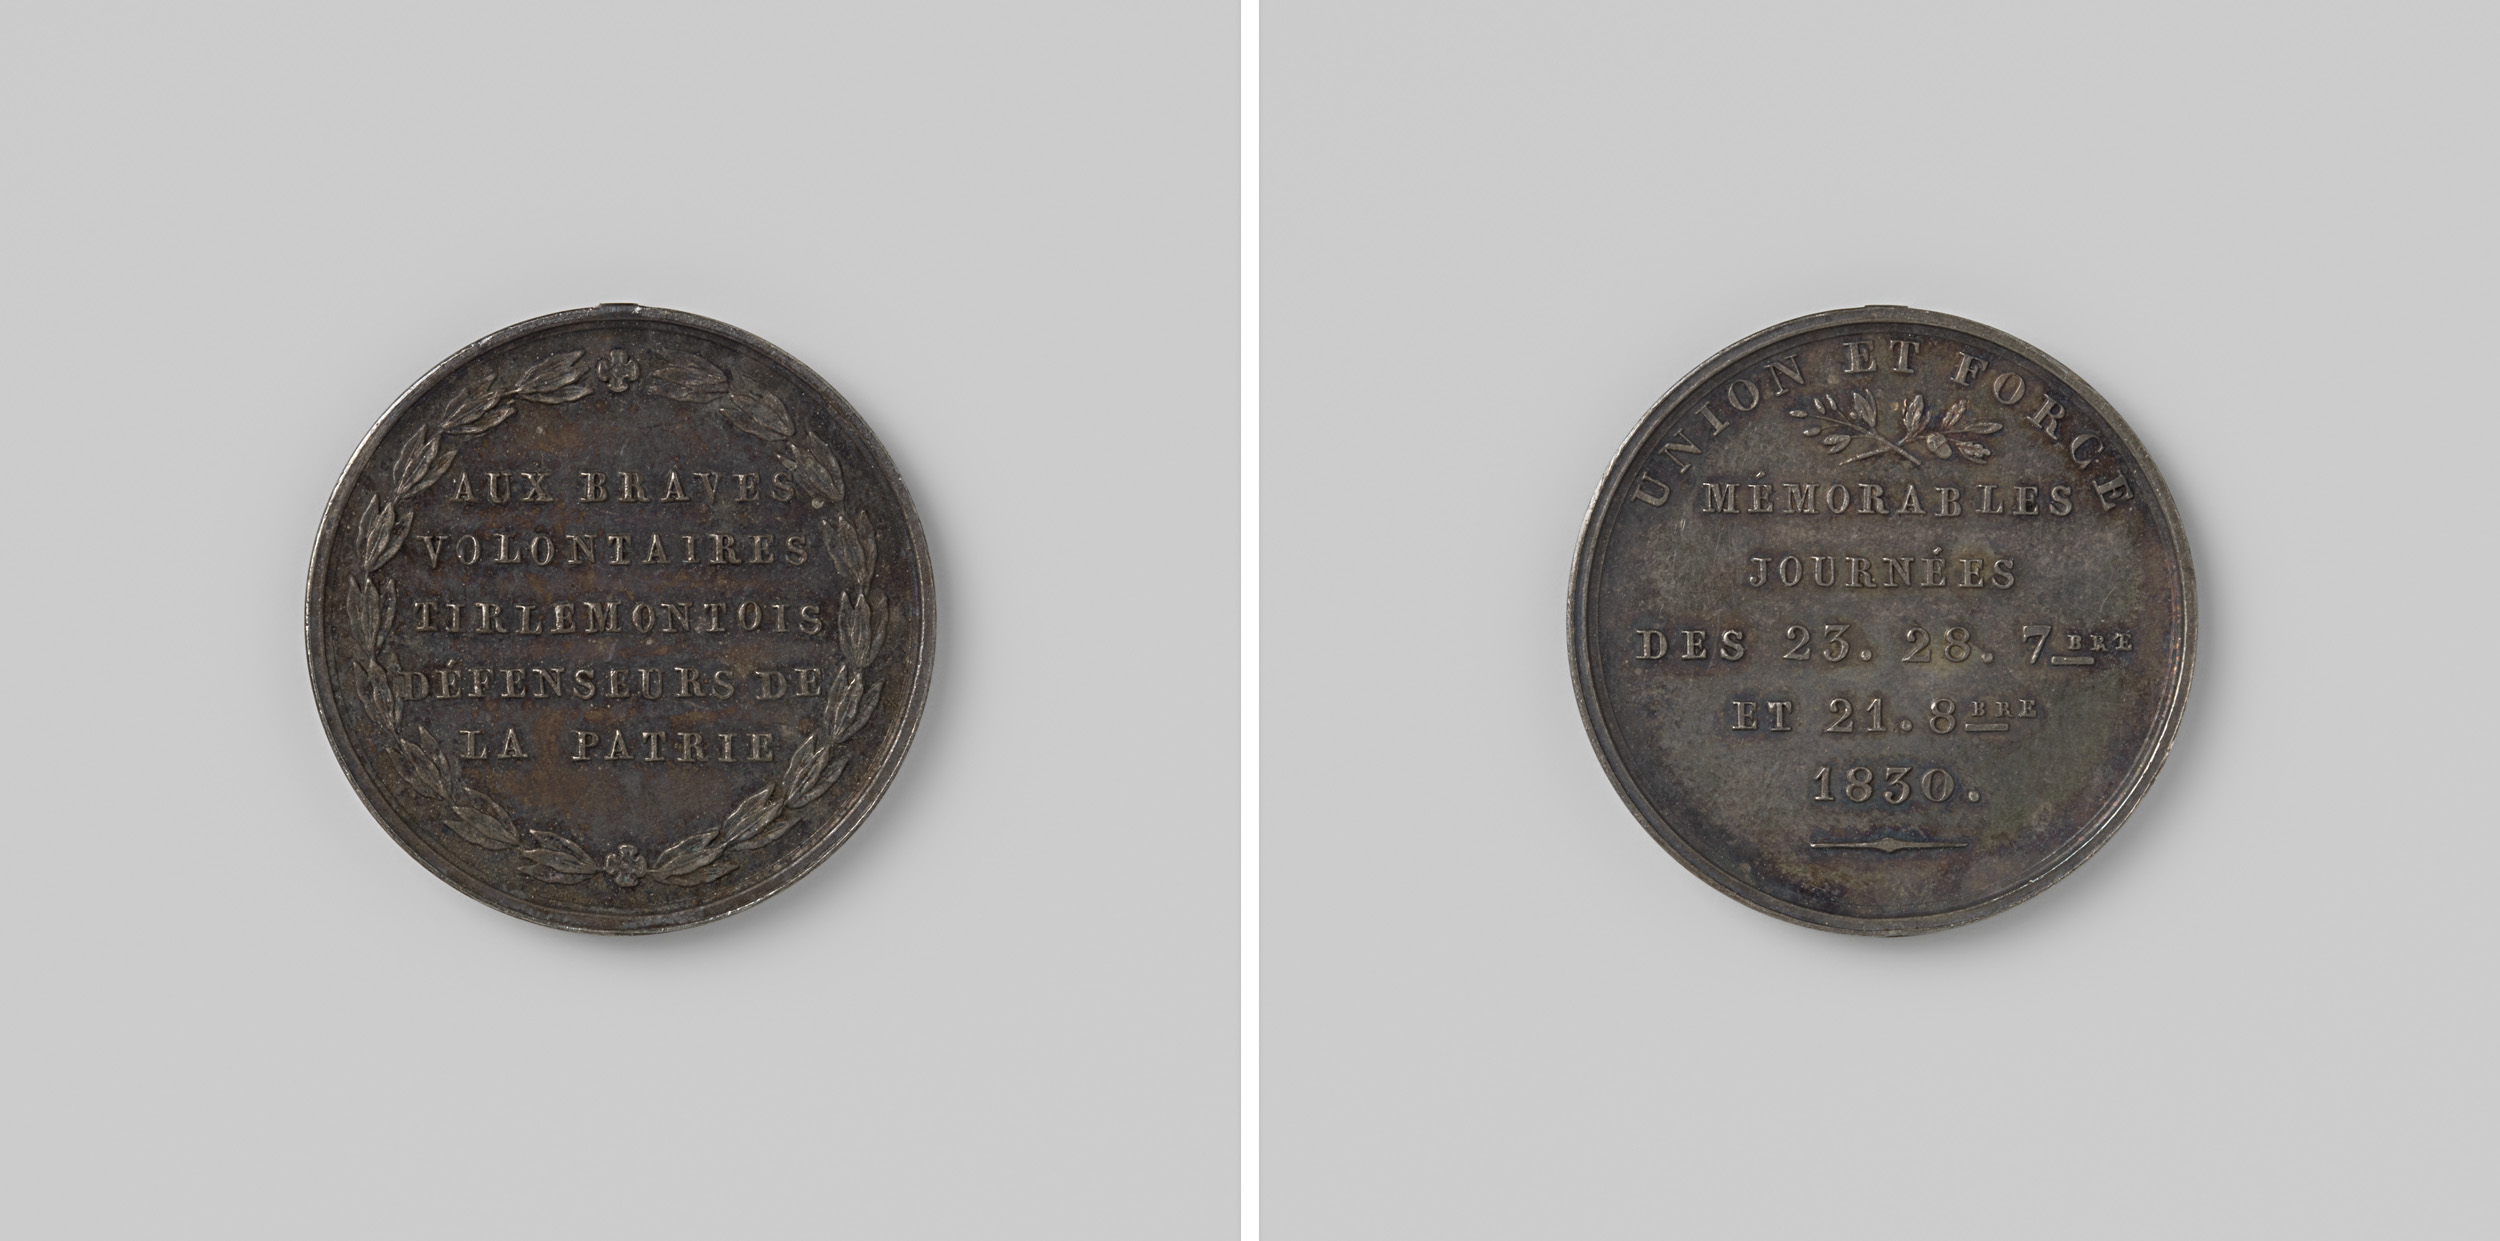 AUX BRAVES
VOLONTAIRES
TIRLEMONTOIS
DÉFENSEURS DE
LA PATRIE
UNION ET FORCE
MÉMORABLES
JOURNÉES
DES 23. 28. 7BRE
ET 21. 8BRE
1830.